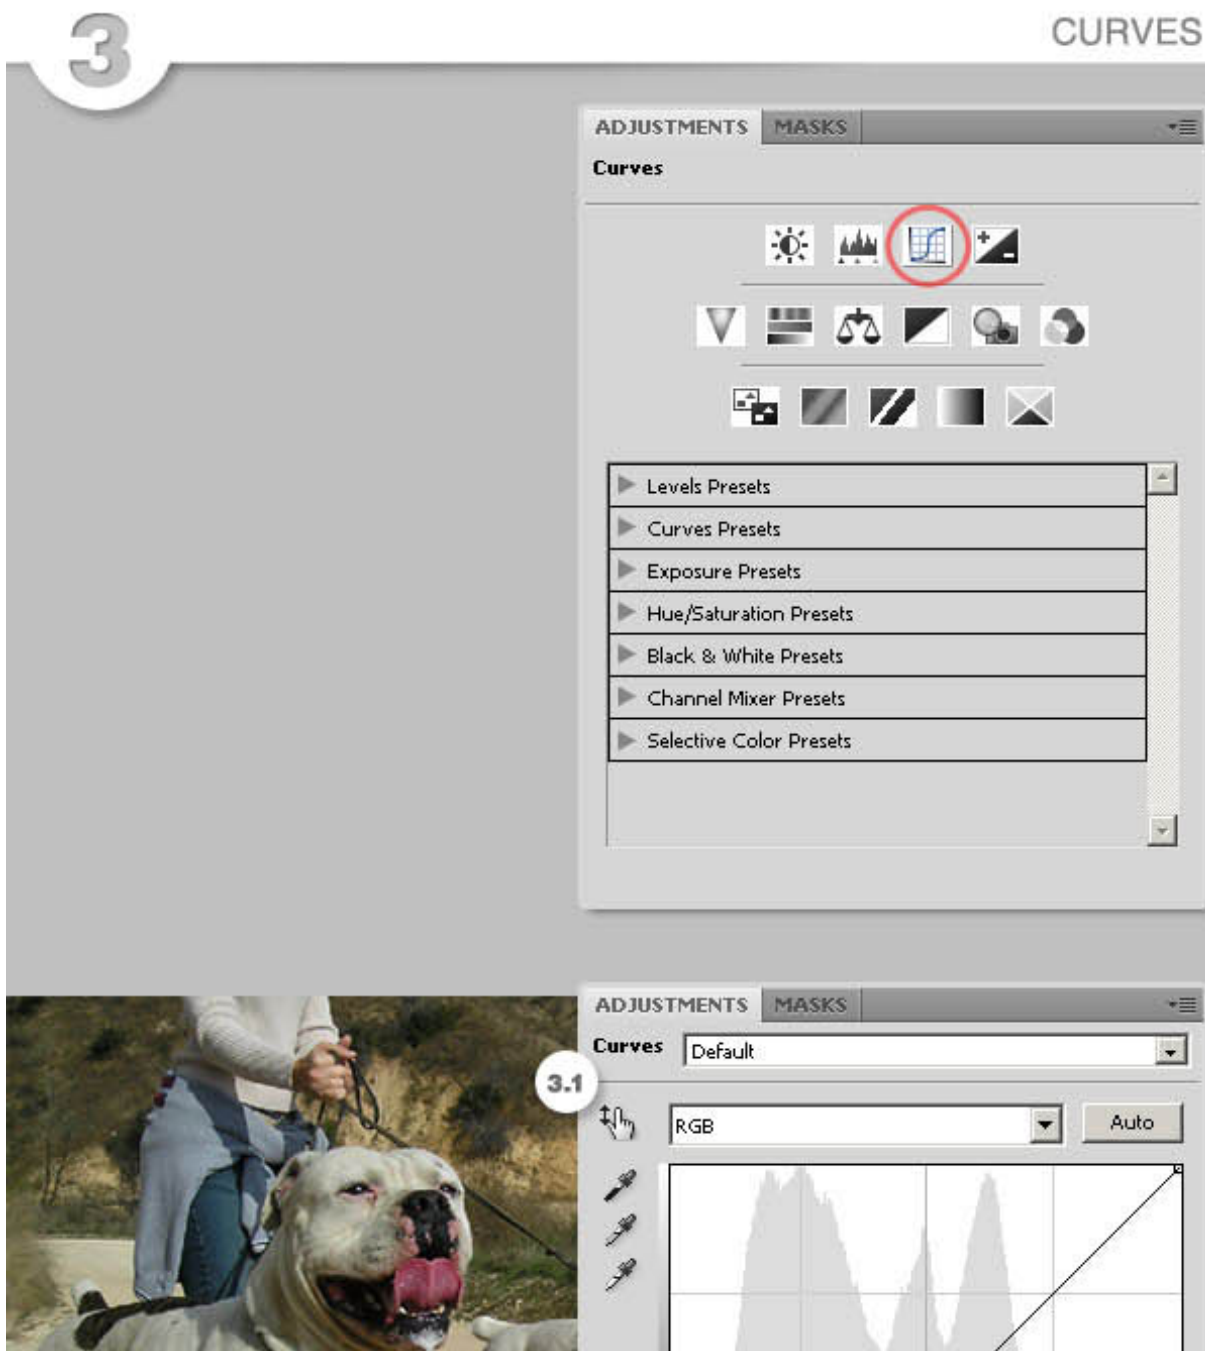 3
CURVES
ADJUSTMENTS MASKS
Curves
Levels Presets
Curves Presets
Exposure Presets
Hue/Saturation Presets
Black & White Presets
Channel Mixer Presets
Selective Color Presets
ADJUSTMENTS MASKS
Curves Default
3.1
RGB Auto